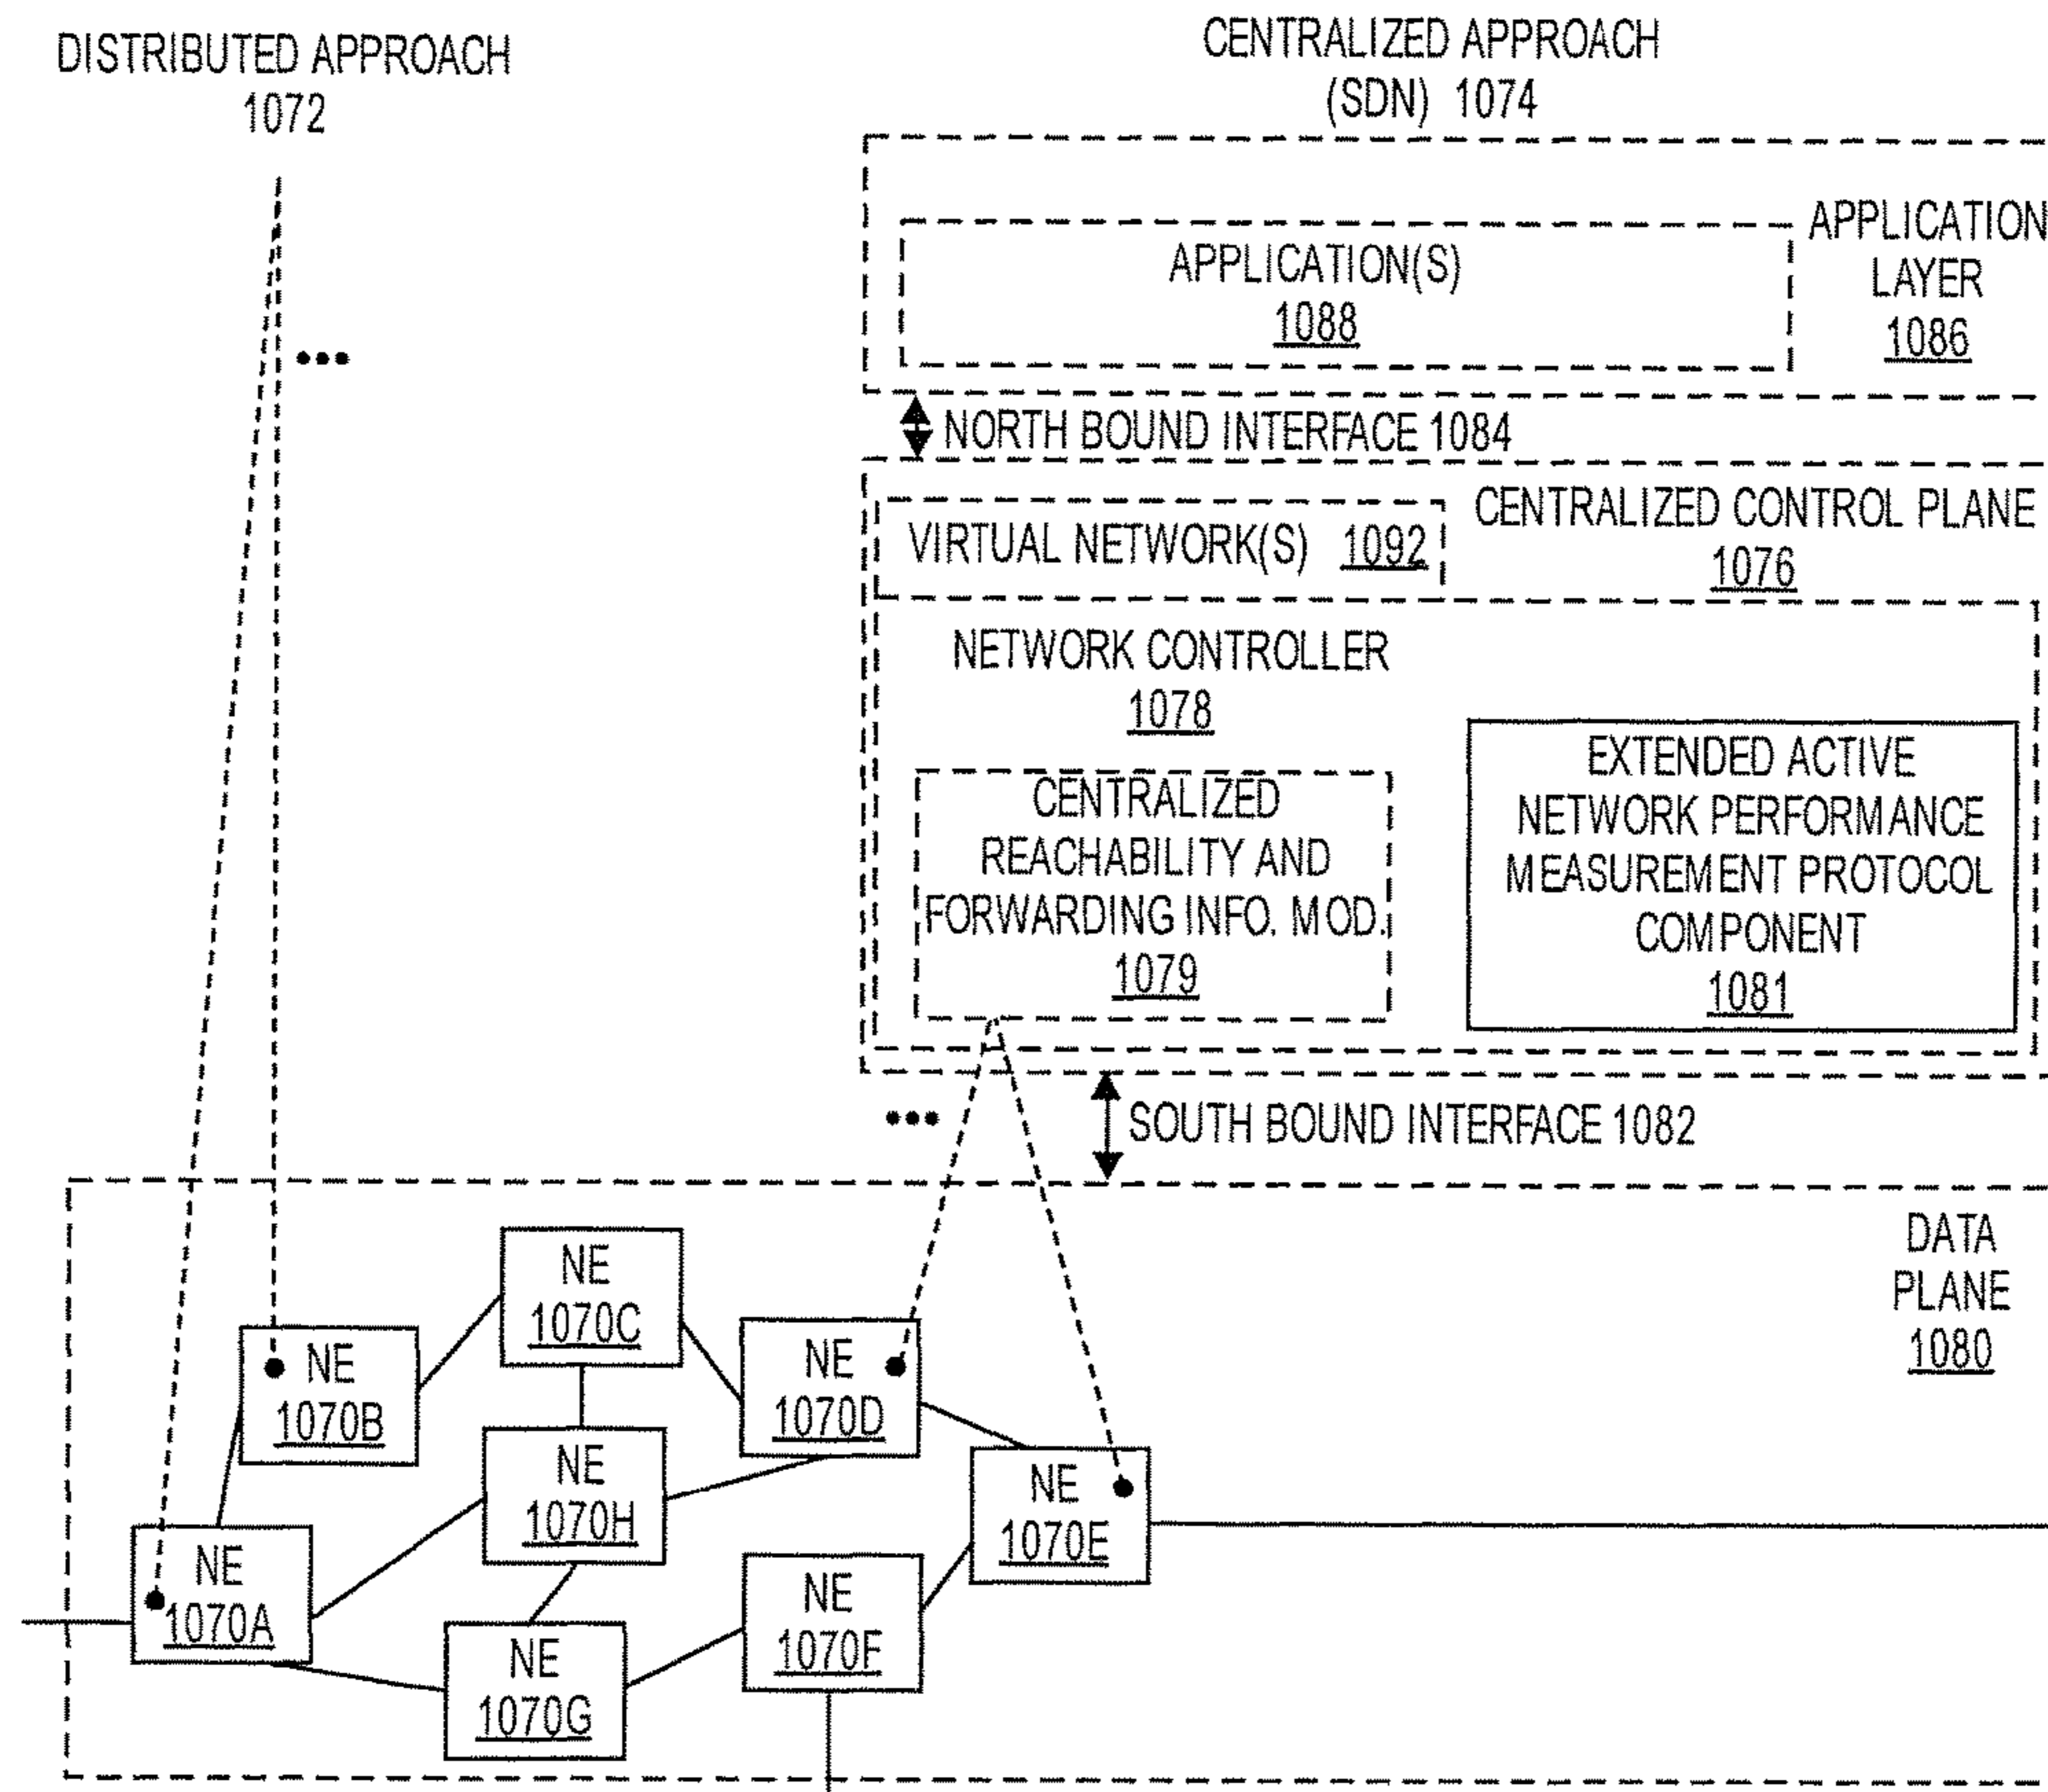 DISTRIBUTED APPROACH
1072
CENTRALIZED APPROACH
(SDN) 1074
APPLICATION(S)
1088
APPLICATION
LAYER
1086
NORTH BOUND INTERFACE 1084
VIRTUAL NETWORK(S) 1092
CENTRALIZED CONTROL PLANE
1076
NETWORK CONTROLLER
1078
CENTRALIZED
REACHABILITY AND
FORWARDING INFO. MOD.
1079
EXTENDED ACTIVE
NETWORK PERFORMANCE
MEASUREMENT PROTOCOL
COMPONENT
1081
SOUTH BOUND INTERFACE 1082
DATA
PLANE
1080
NE
1070C
NE
1070B
NE
1070D
NE
1070H
NE
1070E
NE
1070A
NE
1070F
NE
1070G